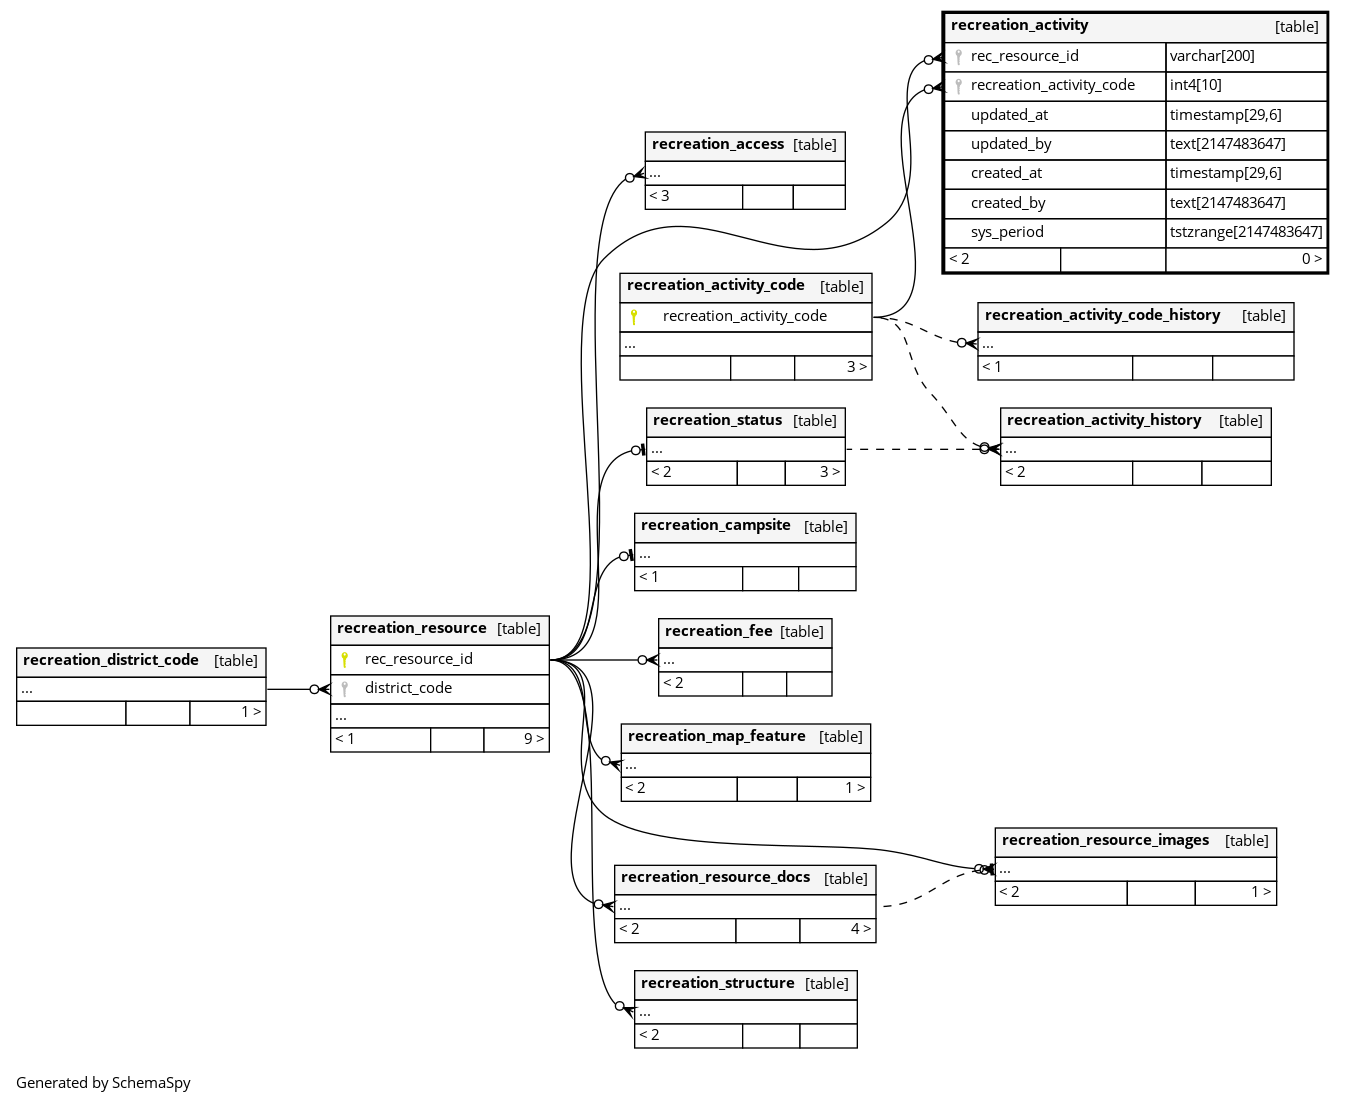 recreation_activity [table]
rec_resource_id varchar[200]
recreation_activity_code int4[10]
updated_at timestamp[29,6]
updated_by text[2147483647]
created_at timestamp[29,6]
created_by text[2147483647]
sys_period tstzrange[2147483647]
< 2 0 >
recreation_access [table]
...
< 3
recreation_activity_code [table]
recreation_activity_code
...
3 >
recreation_activity_code_history [table]
...
< 1
recreation_status [table]
...
< 2 3 >
recreation_activity_history [table]
...
< 2
recreation_campsite [table]
...
< 1
recreation_district_code [table]
...
1 >
recreation_resource [table]
rec_resource_id
district_code
...
< 1 9 >
recreation_fee [table]
...
< 2
recreation_map_feature [table]
...
< 2 1 >
recreation_resource_images [table]
...
< 2 1 >
recreation_resource_docs [table]
...
< 2 4 >
recreation_structure [table]
...
< 2
Generated by SchemaSpy